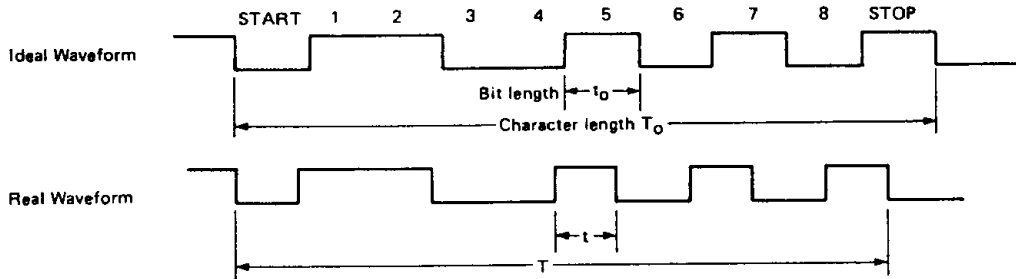 START 1 2 3 4 5 6 7 8 STOP
Ideal Waveform
Bit length t₀
Character length T₀
Real Waveform
t
T